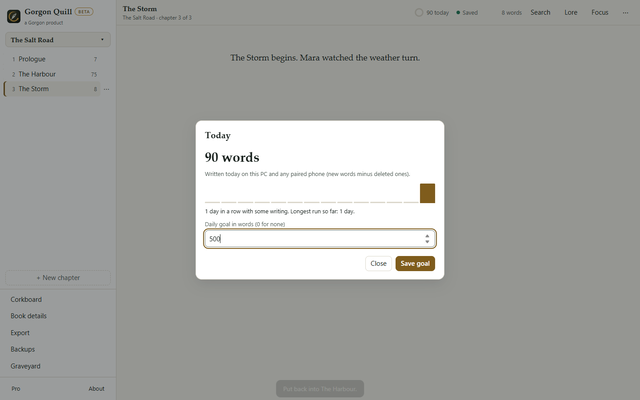 Gorgon Quill BETA
a Gorgon product
The Salt Road
1 Prologue 7
2 The Harbour 75
3 The Storm 8 ...
+ New chapter
Corkboard
Book details
Export
Backups
Graveyard
Pro About
The Storm
The Salt Road · chapter 3 of 3
90 today Saved 8 words Search Lore Focus ...
The Storm begins. Mara watched the weather turn.
Today
90 words
Written today on this PC and any paired phone (new words minus deleted ones).
1 day in a row with some writing. Longest run so far: 1 day.
Daily goal in words (0 for none)
500
Close Save goal
Put back into The Harbour